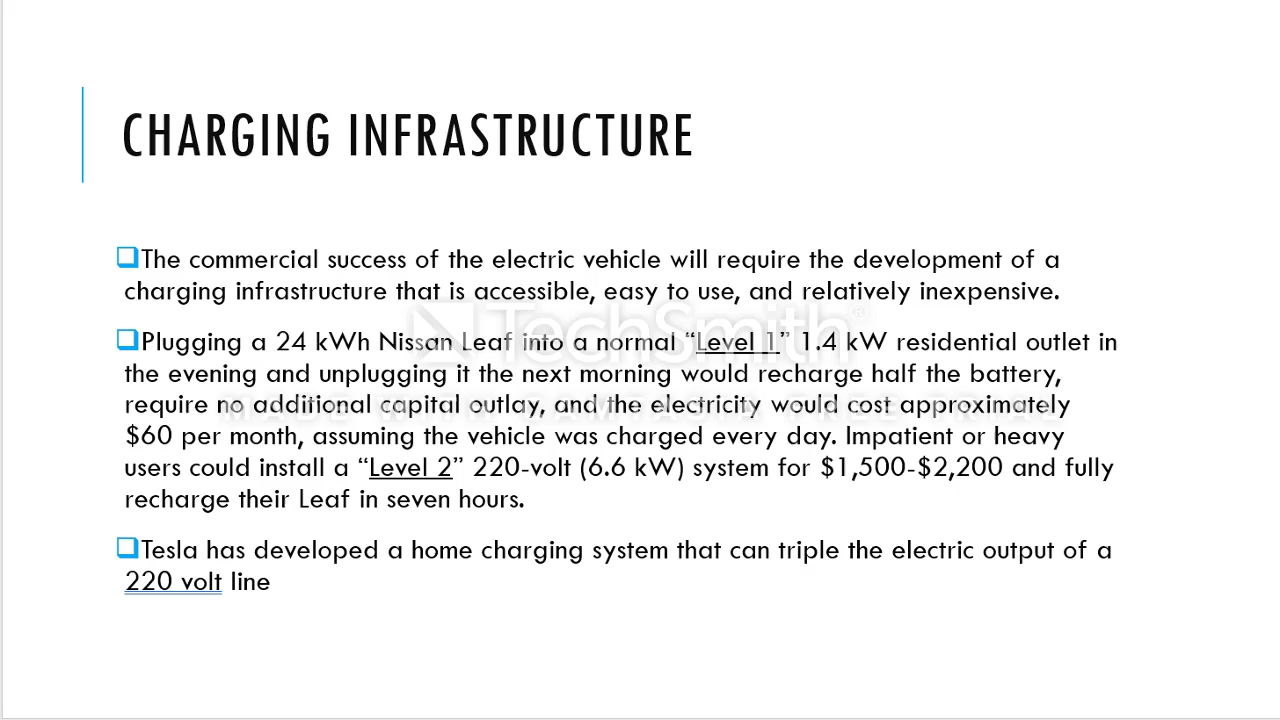 CHARGING INFRASTRUCTURE
❑The commercial success of the electric vehicle will require the development of a
charging infrastructure that is accessible, easy to use, and relatively inexpensive.
❑Plugging a 24 kWh Nissan Leaf into a normal “Level 1” 1.4 kW residential outlet in
the evening and unplugging it the next morning would recharge half the battery,
require no additional capital outlay, and the electricity would cost approximately
$60 per month, assuming the vehicle was charged every day. Impatient or heavy
users could install a “Level 2” 220-volt (6.6 kW) system for $1,500-$2,200 and fully
recharge their Leaf in seven hours.
❑Tesla has developed a home charging system that can triple the electric output of a
220 volt line
TechSmith®
MADE WITH CAMTASIA FREE TRIAL